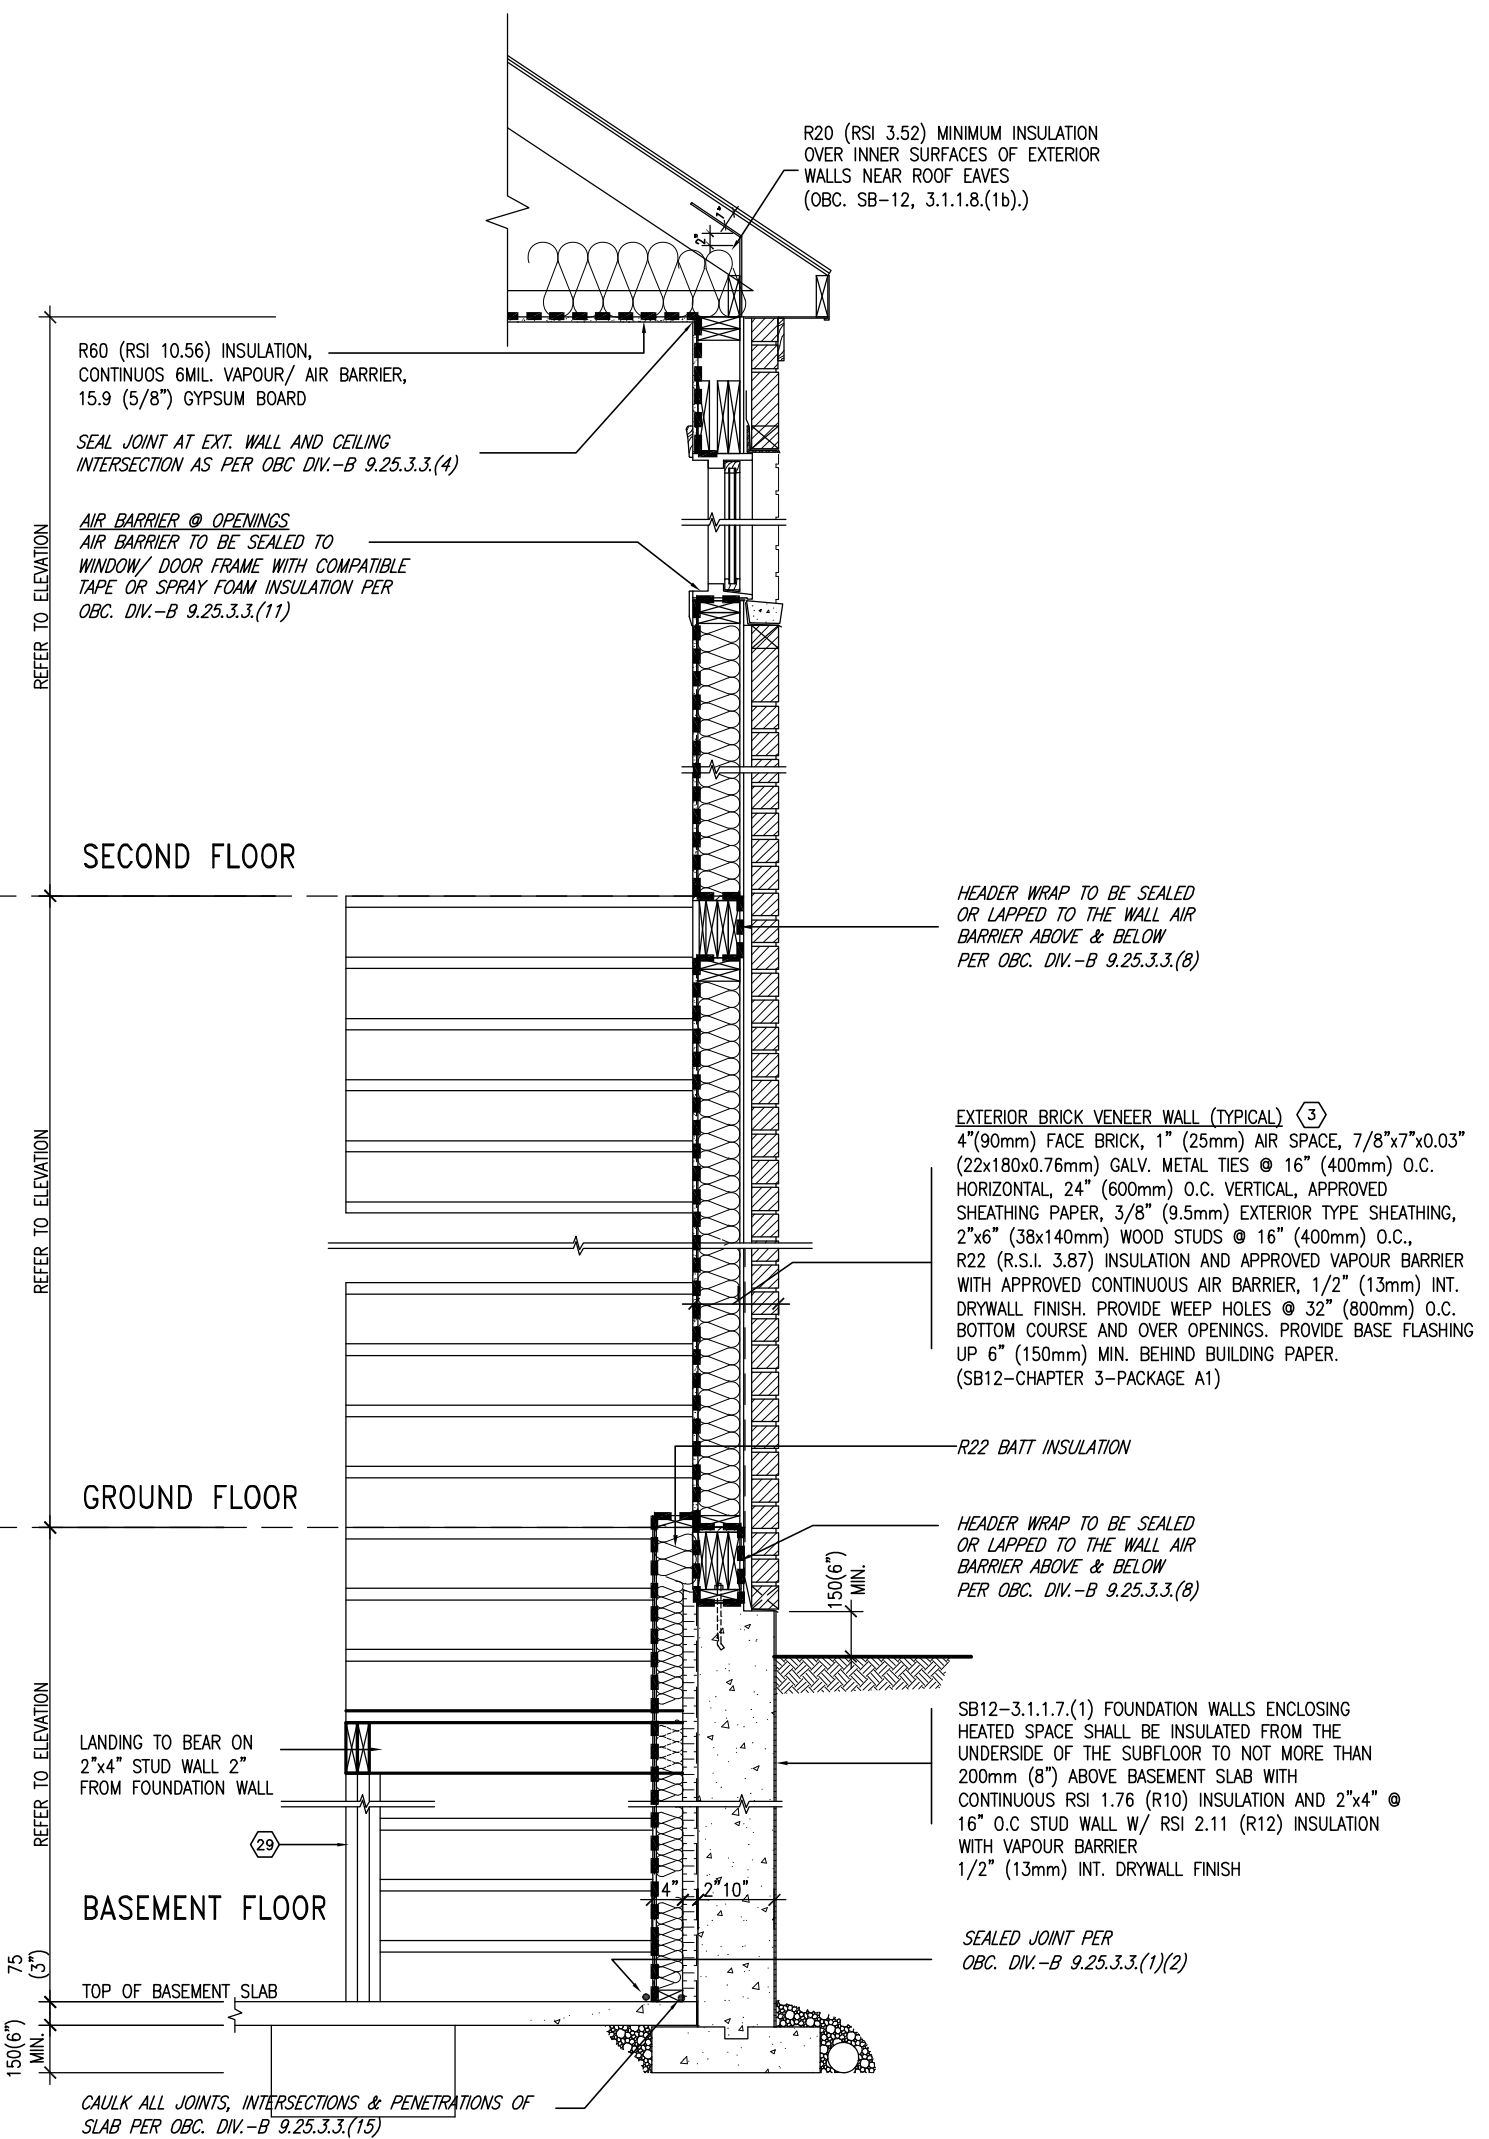 R20 (RSI 3.52) MINIMUM INSULATION
OVER INNER SURFACES OF EXTERIOR
WALLS NEAR ROOF EAVES
(OBC. SB-12, 3.1.1.8.(1b).)
1"
2"
R60 (RSI 10.56) INSULATION,
CONTINUOS 6MIL. VAPOUR/ AIR BARRIER,
15.9 (5/8") GYPSUM BOARD
SEAL JOINT AT EXT. WALL AND CEILING
INTERSECTION AS PER OBC DIV.-B 9.25.3.3.(4)
AIR BARRIER @ OPENINGS
AIR BARRIER TO BE SEALED TO
WINDOW/ DOOR FRAME WITH COMPATIBLE
TAPE OR SPRAY FOAM INSULATION PER
OBC. DIV.-B 9.25.3.3.(11)
REFER TO ELEVATION
SECOND FLOOR
HEADER WRAP TO BE SEALED
OR LAPPED TO THE WALL AIR
BARRIER ABOVE & BELOW
PER OBC. DIV.-B 9.25.3.3.(8)
REFER TO ELEVATION
EXTERIOR BRICK VENEER WALL (TYPICAL) 3
4"(90mm) FACE BRICK, 1" (25mm) AIR SPACE, 7/8"x7"x0.03"
(22x180x0.76mm) GALV. METAL TIES @ 16" (400mm) O.C.
HORIZONTAL, 24" (600mm) O.C. VERTICAL, APPROVED
SHEATHING PAPER, 3/8" (9.5mm) EXTERIOR TYPE SHEATHING,
2"x6" (38x140mm) WOOD STUDS @ 16" (400mm) O.C.,
R22 (R.S.I. 3.87) INSULATION AND APPROVED VAPOUR BARRIER
WITH APPROVED CONTINUOUS AIR BARRIER, 1/2" (13mm) INT.
DRYWALL FINISH. PROVIDE WEEP HOLES @ 32" (800mm) O.C.
BOTTOM COURSE AND OVER OPENINGS. PROVIDE BASE FLASHING
UP 6" (150mm) MIN. BEHIND BUILDING PAPER.
(SB12-CHAPTER 3-PACKAGE A1)
R22 BATT INSULATION
GROUND FLOOR
HEADER WRAP TO BE SEALED
OR LAPPED TO THE WALL AIR
BARRIER ABOVE & BELOW
PER OBC. DIV.-B 9.25.3.3.(8)
150(6")
MIN.
REFER TO ELEVATION
LANDING TO BEAR ON
2"x4" STUD WALL 2"
FROM FOUNDATION WALL
29
SB12-3.1.1.7.(1) FOUNDATION WALLS ENCLOSING
HEATED SPACE SHALL BE INSULATED FROM THE
UNDERSIDE OF THE SUBFLOOR TO NOT MORE THAN
200mm (8") ABOVE BASEMENT SLAB WITH
CONTINUOUS RSI 1.76 (R10) INSULATION AND 2"x4" @
16" O.C STUD WALL W/ RSI 2.11 (R12) INSULATION
WITH VAPOUR BARRIER
1/2" (13mm) INT. DRYWALL FINISH
4" 2" 10"
BASEMENT FLOOR
SEALED JOINT PER
OBC. DIV.-B 9.25.3.3.(1)(2)
75
(3")
TOP OF BASEMENT SLAB
150(6")
MIN.
CAULK ALL JOINTS, INTERSECTIONS & PENETRATIONS OF
SLAB PER OBC. DIV.-B 9.25.3.3.(15)